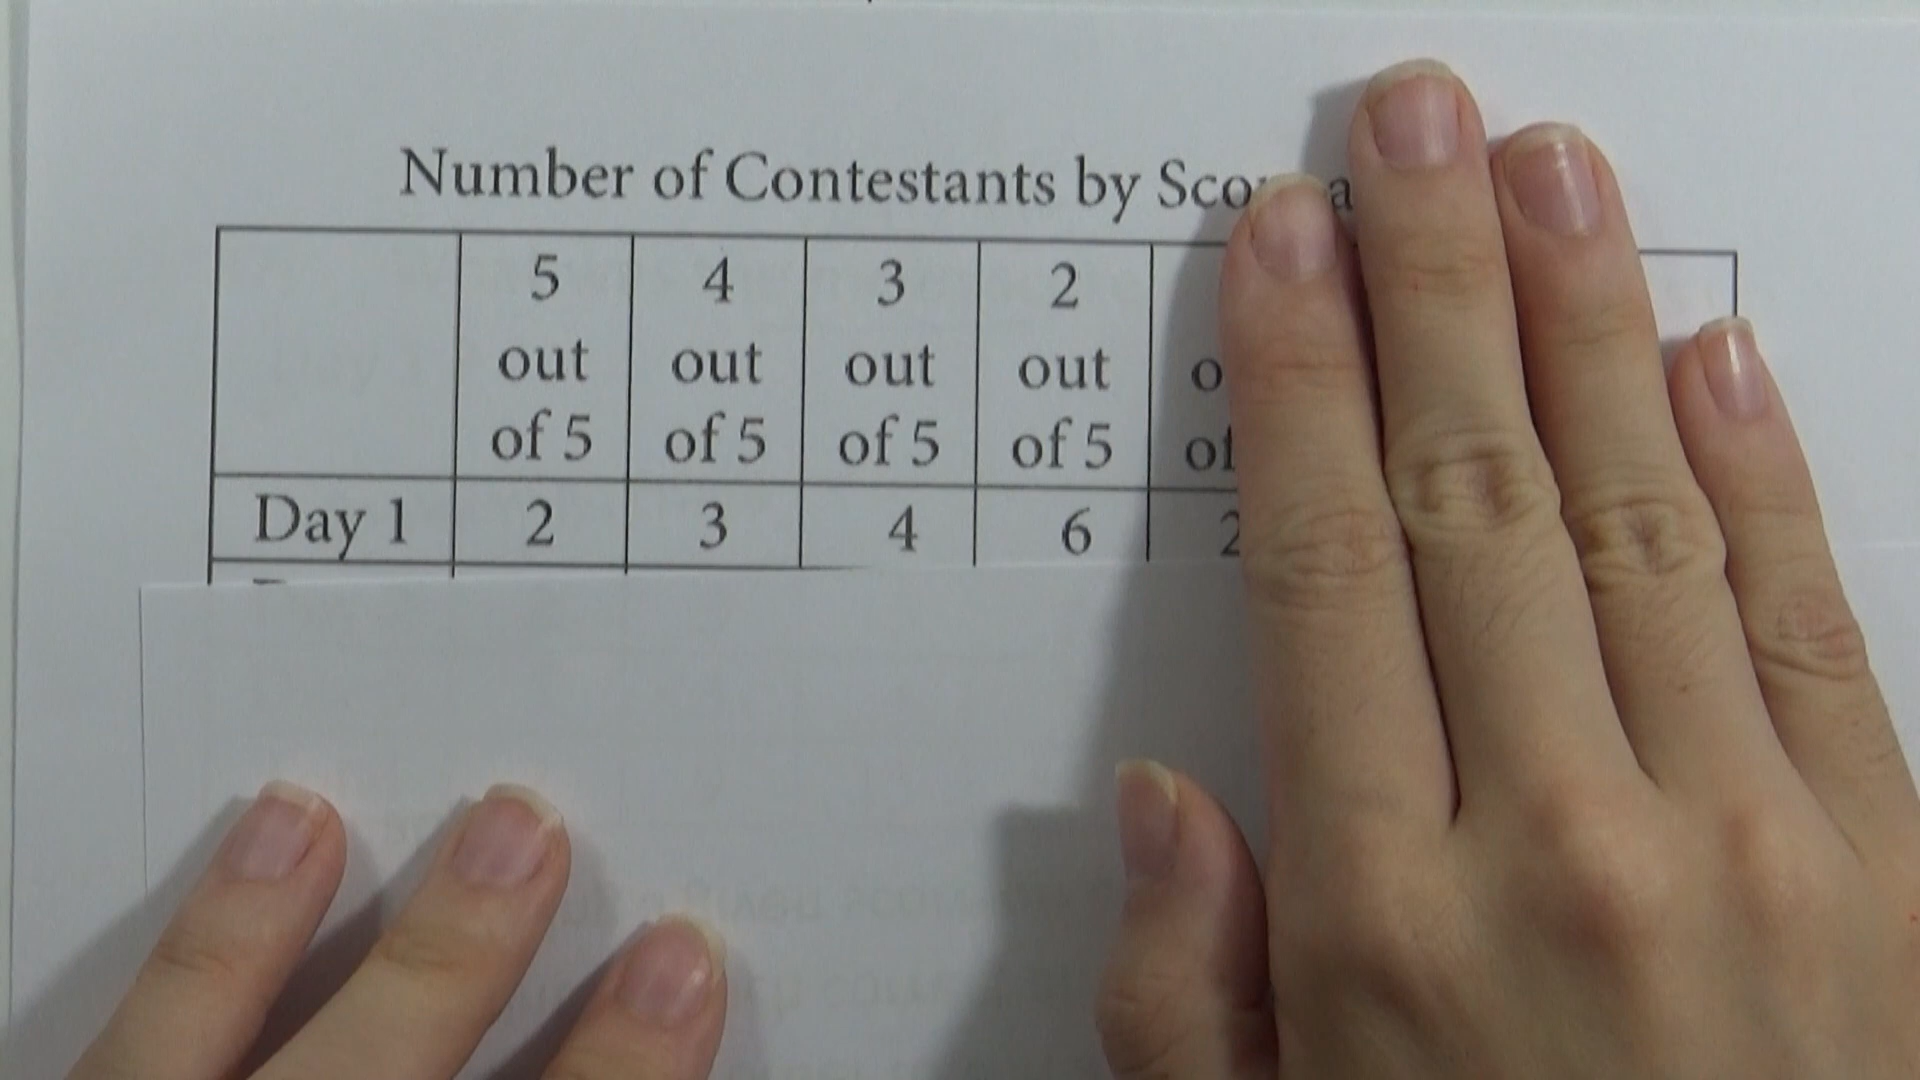 Number of Contestants by
5 4 3 2
out out out out
of 5 of 5 of 5 of 5
Day 1 2 3 4 6 2